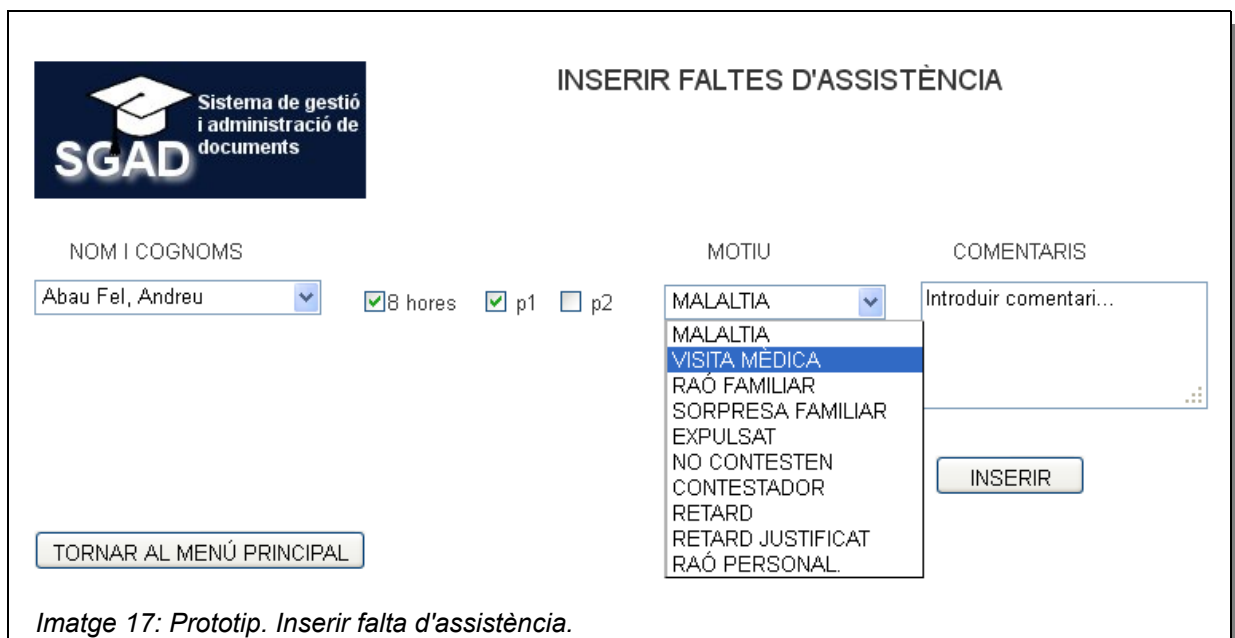 INSERIR FALTES D'ASSISTÈNCIA
Sistema de gestió
i administració de
documents
SGAD
NOM I COGNOMS
MOTIU
COMENTARIS
Abau Fel, Andreu
8 hores
p1
p2
MALALTIA
Introduir comentari...
MALALTIA
VISITA MÈDICA
RAÓ FAMILIAR
SORPRESA FAMILIAR
EXPULSAT
NO CONTESTEN
CONTESTADOR
RETARD
RETARD JUSTIFICAT
RAÓ PERSONAL.
INSERIR
TORNAR AL MENÚ PRINCIPAL
Imatge 17: Prototip. Inserir falta d'assistència.